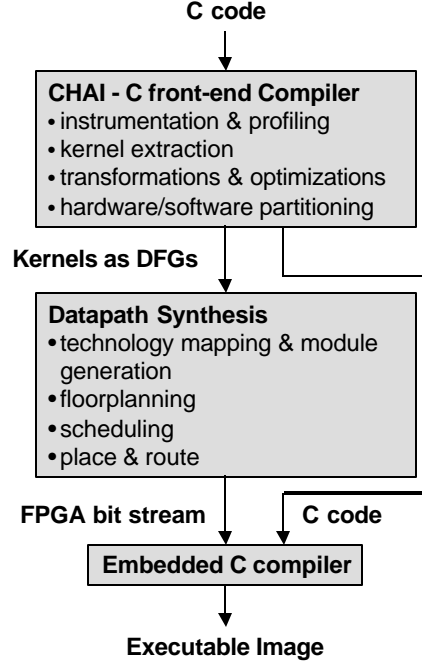 C code
CHAI - C front-end Compiler
• instrumentation & profiling
• kernel extraction
• transformations & optimizations
• hardware/software partitioning
Kernels as DFGs
Datapath Synthesis
• technology mapping & module
generation
• floorplanning
• scheduling
• place & route
FPGA bit stream
C code
Embedded C compiler
Executable Image